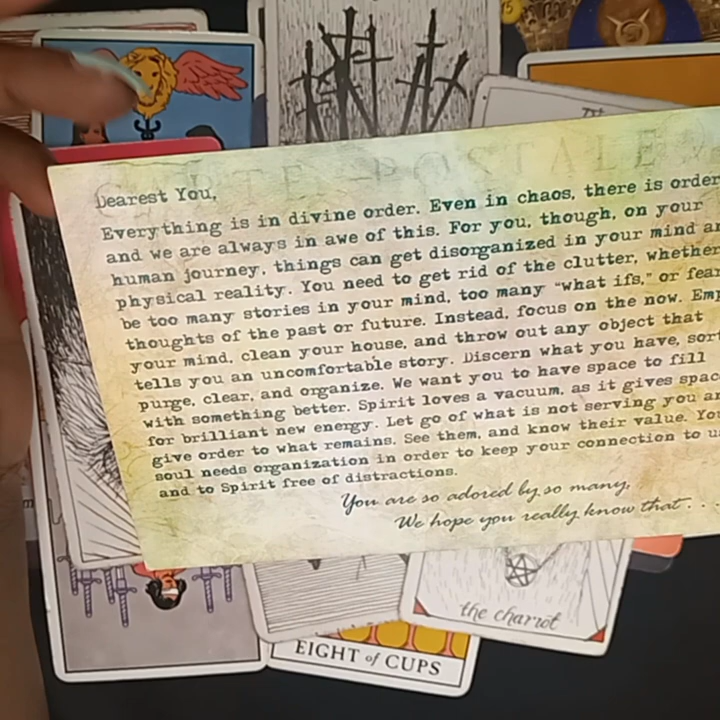 CARTE POSTALE
Dearest You,
Everything is in divine order. Even in chaos, there is order
and we are always in awe of this. For you, though, on your
human journey, things can get disorganized in your mind
physical reality. You need to get rid of the clutter, whether
be too many stories in your mind, too many "what ifs," or fear
thoughts of the past or future. Instead, focus on the now.
your mind, clean your house, and throw out any object that
tells you an uncomfortable story. Discern what you have, sort
purge, clear, and organize. We want you to have space to fill
with something better. Spirit loves a vacuum, as it gives spac
for brilliant new energy. Let go of what is not serving you
give order to what remains. See them, and know their value. You
soul needs organization in order to keep your connection to u
and to Spirit free of distractions.
You are so adored by so many,
We hope you really know that . . .
the chariot
EIGHT of CUPS